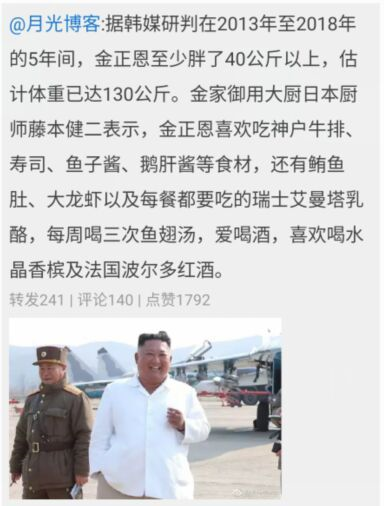 @月光博客:据韩媒研判在2013年至2018年
的5年间，金正恩至少胖了40公斤以上，估
计体重已达130公斤。金家御用大厨日本厨
师藤本健二表示，金正恩喜欢吃神户牛排、
寿司、鱼子酱、鹅肝酱等食材，还有鲔鱼
肚、大龙虾以及每餐都要吃的瑞士艾曼塔乳
酪，每周喝三次鱼翅汤，爱喝酒，喜欢喝水
晶香槟及法国波尔多红酒。
转发241 | 评论140 | 点赞1792